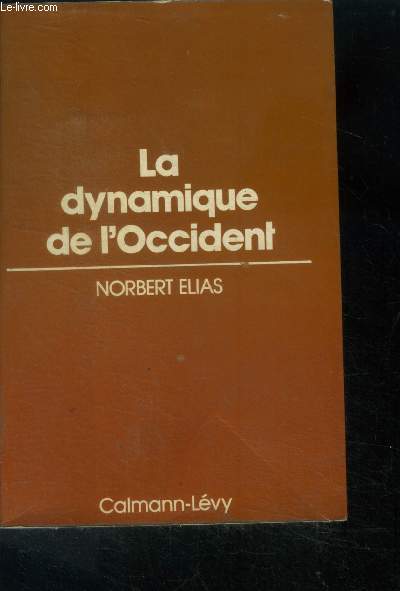 Le-livre.com
La
dynamique
de l'Occident
NORBERT ELIAS
Calmann-Lévy